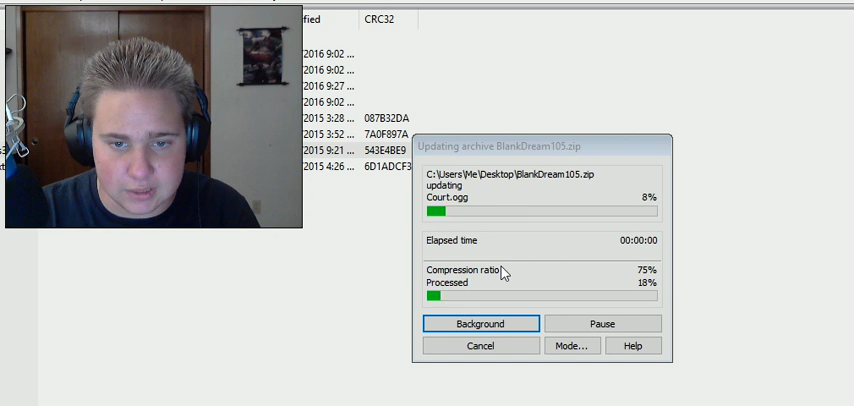 ified CRC32
/2016 9:02 ...
/2016 9:02 ...
/2016 9:27 ...
/2016 9:02 ...
/2015 3:28 ... 087B32DA
/2015 3:52 ... 7A0F897A
/2015 9:21 ... 543E4BE9
/2015 4:26 ... 6D1ADCF3
Updating archive BlankDream105.zip
C:\Users\Me\Desktop\BlankDream105.zip
updating
Court.ogg 8%
Elapsed time 00:00:00
Compression ratio 75%
Processed 18%
Background Pause
Cancel Mode... Help